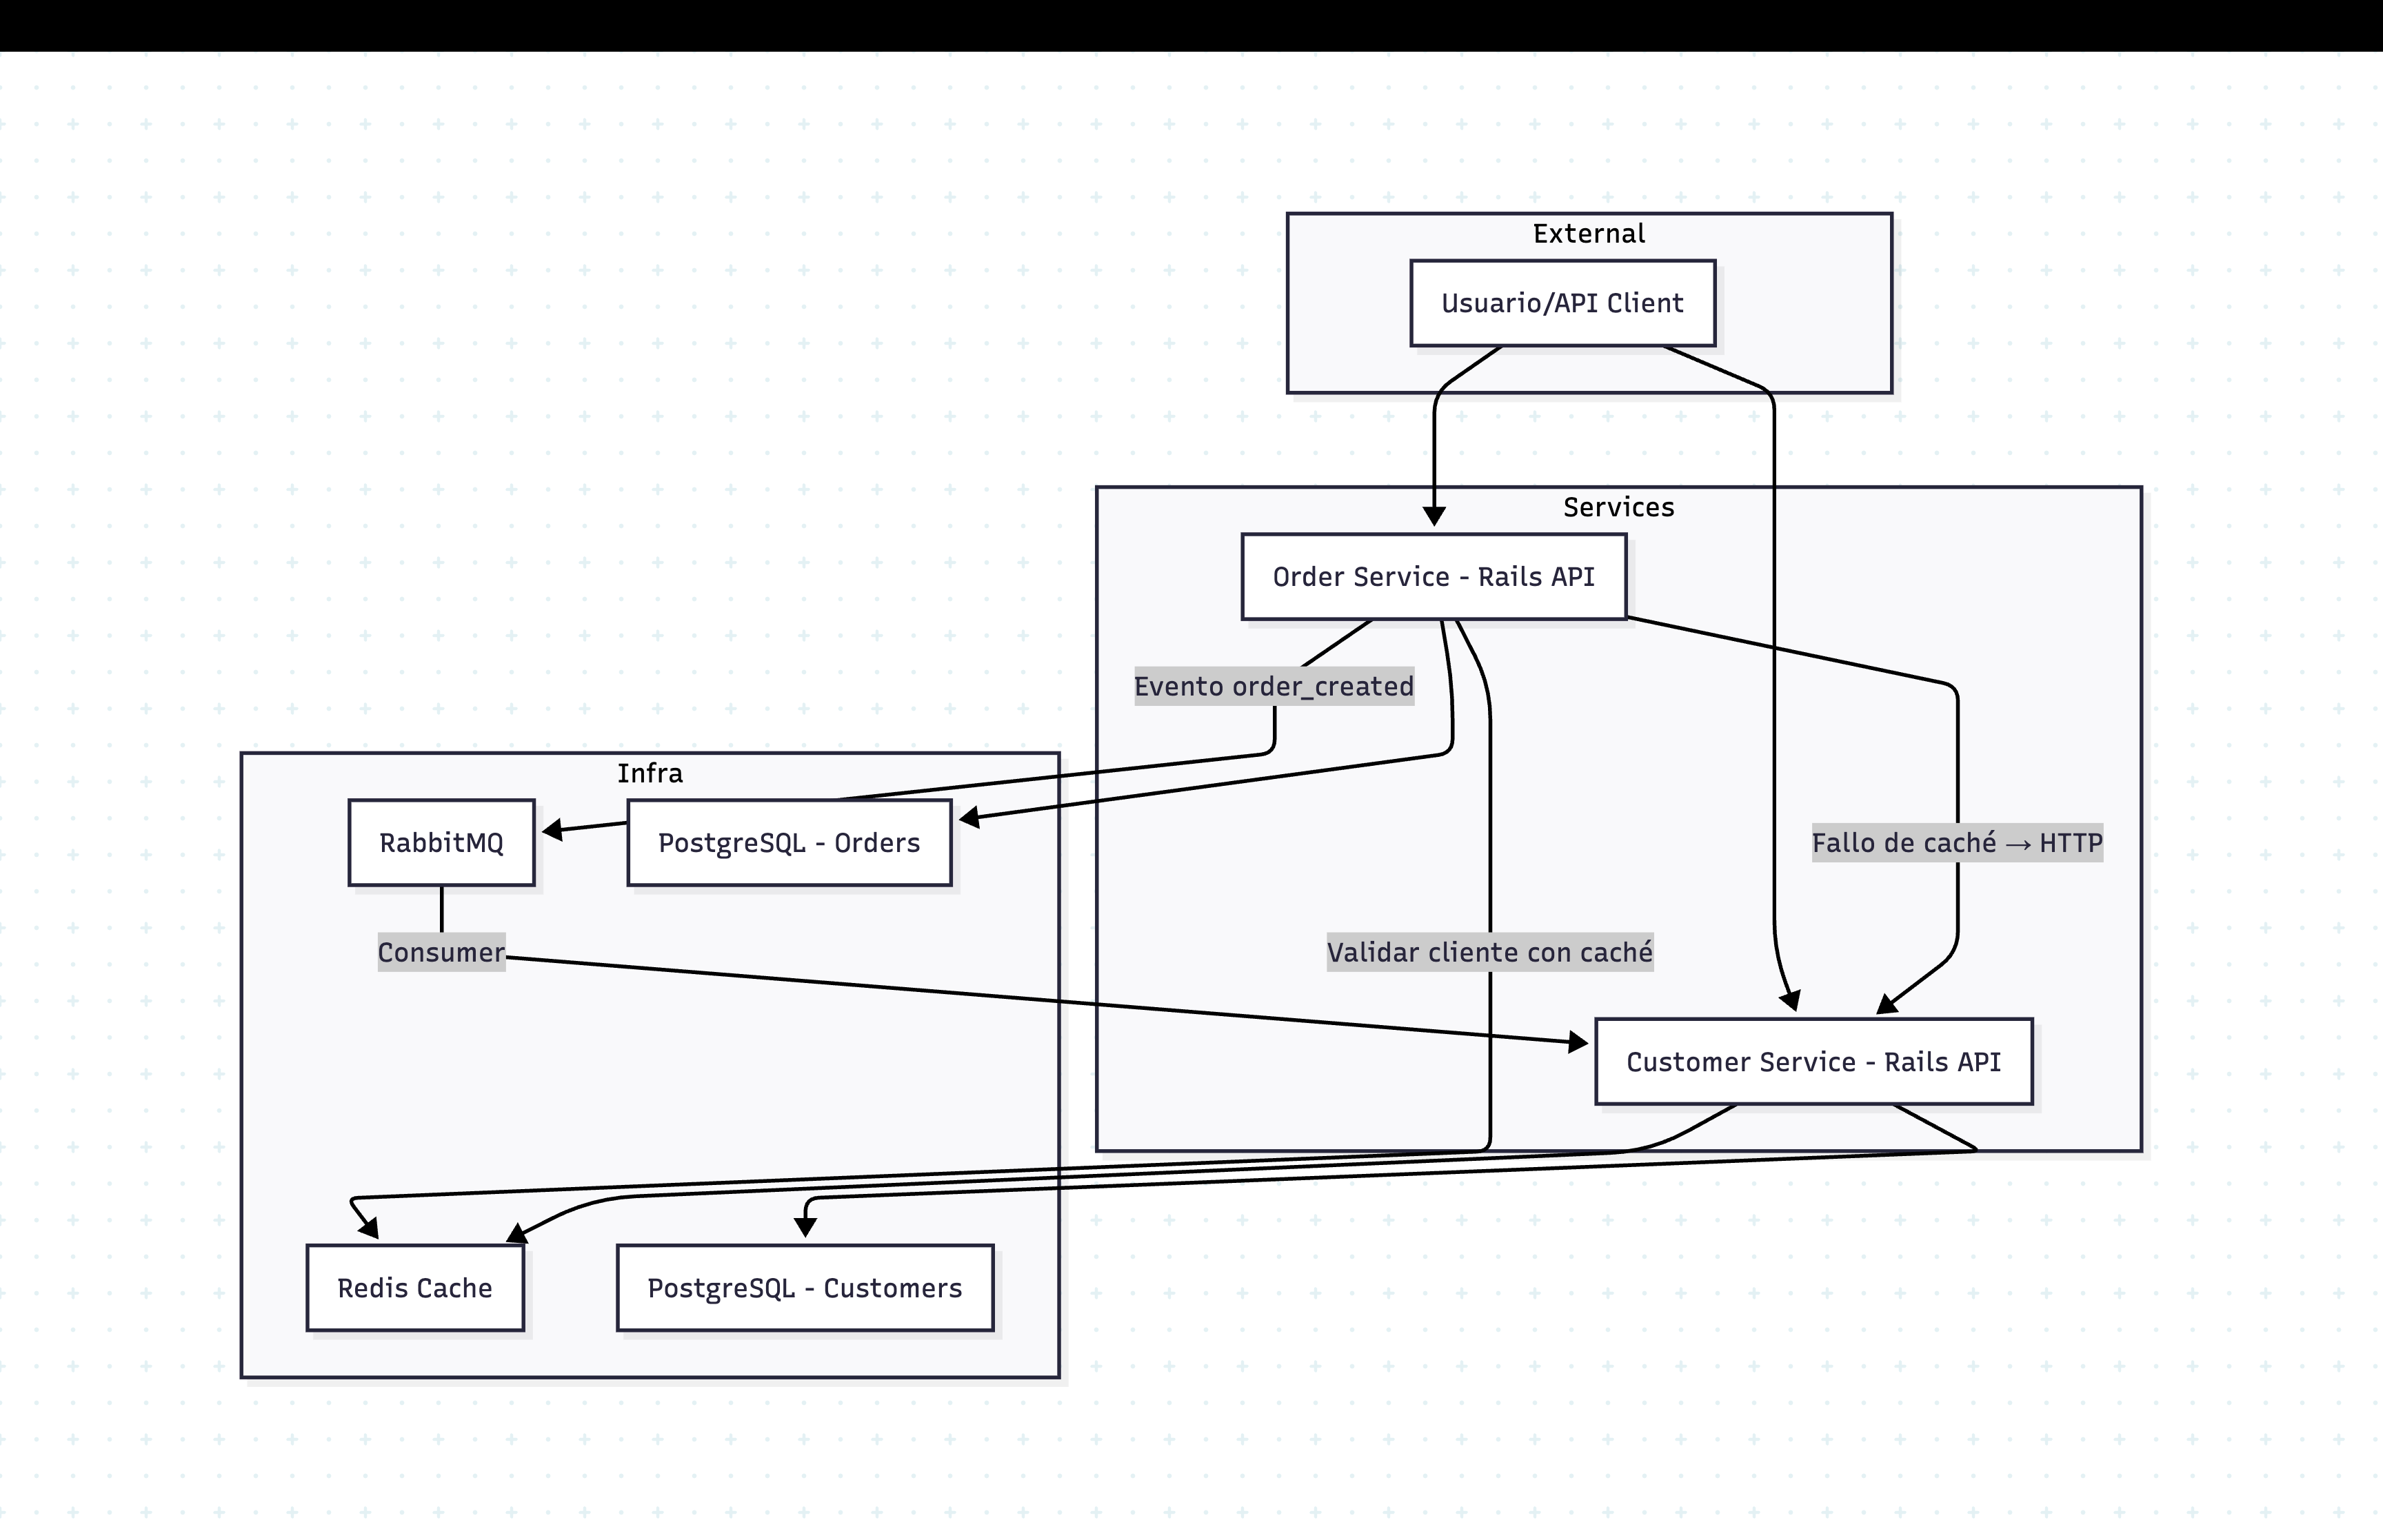 External
Usuario/API Client
Services
Order Service - Rails API
Evento order_created
Infra
RabbitMQ
PostgreSQL - Orders
Fallo de caché → HTTP
Consumer
Validar cliente con caché
Customer Service - Rails API
Redis Cache
PostgreSQL - Customers